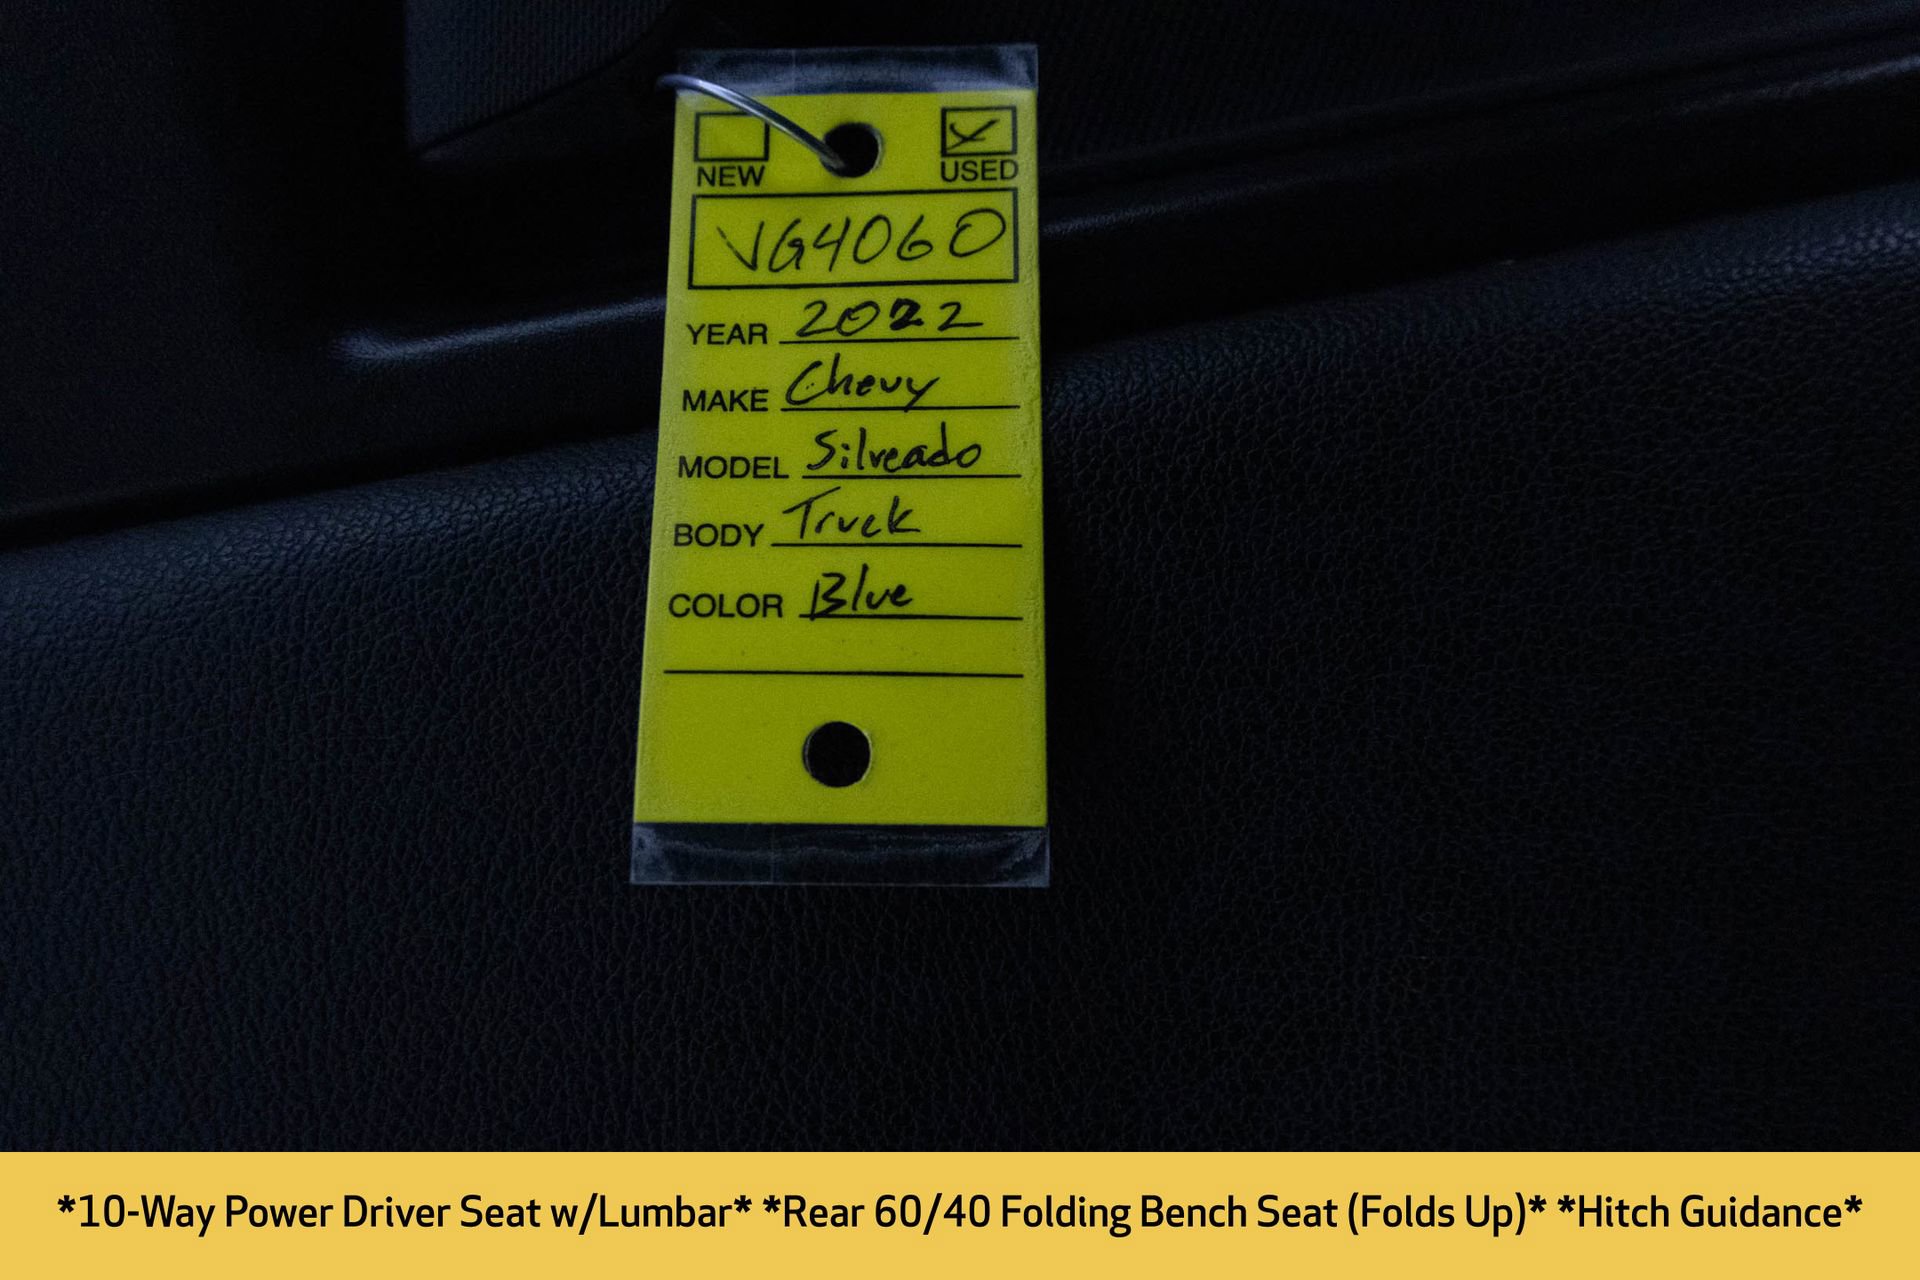 NEW USED
VG4060
YEAR 2022
MAKE Chevy
MODEL Silveado
BODY Truck
COLOR Blue
*10-Way Power Driver Seat w/Lumbar* *Rear 60/40 Folding Bench Seat (Folds Up)* *Hitch Guidance*